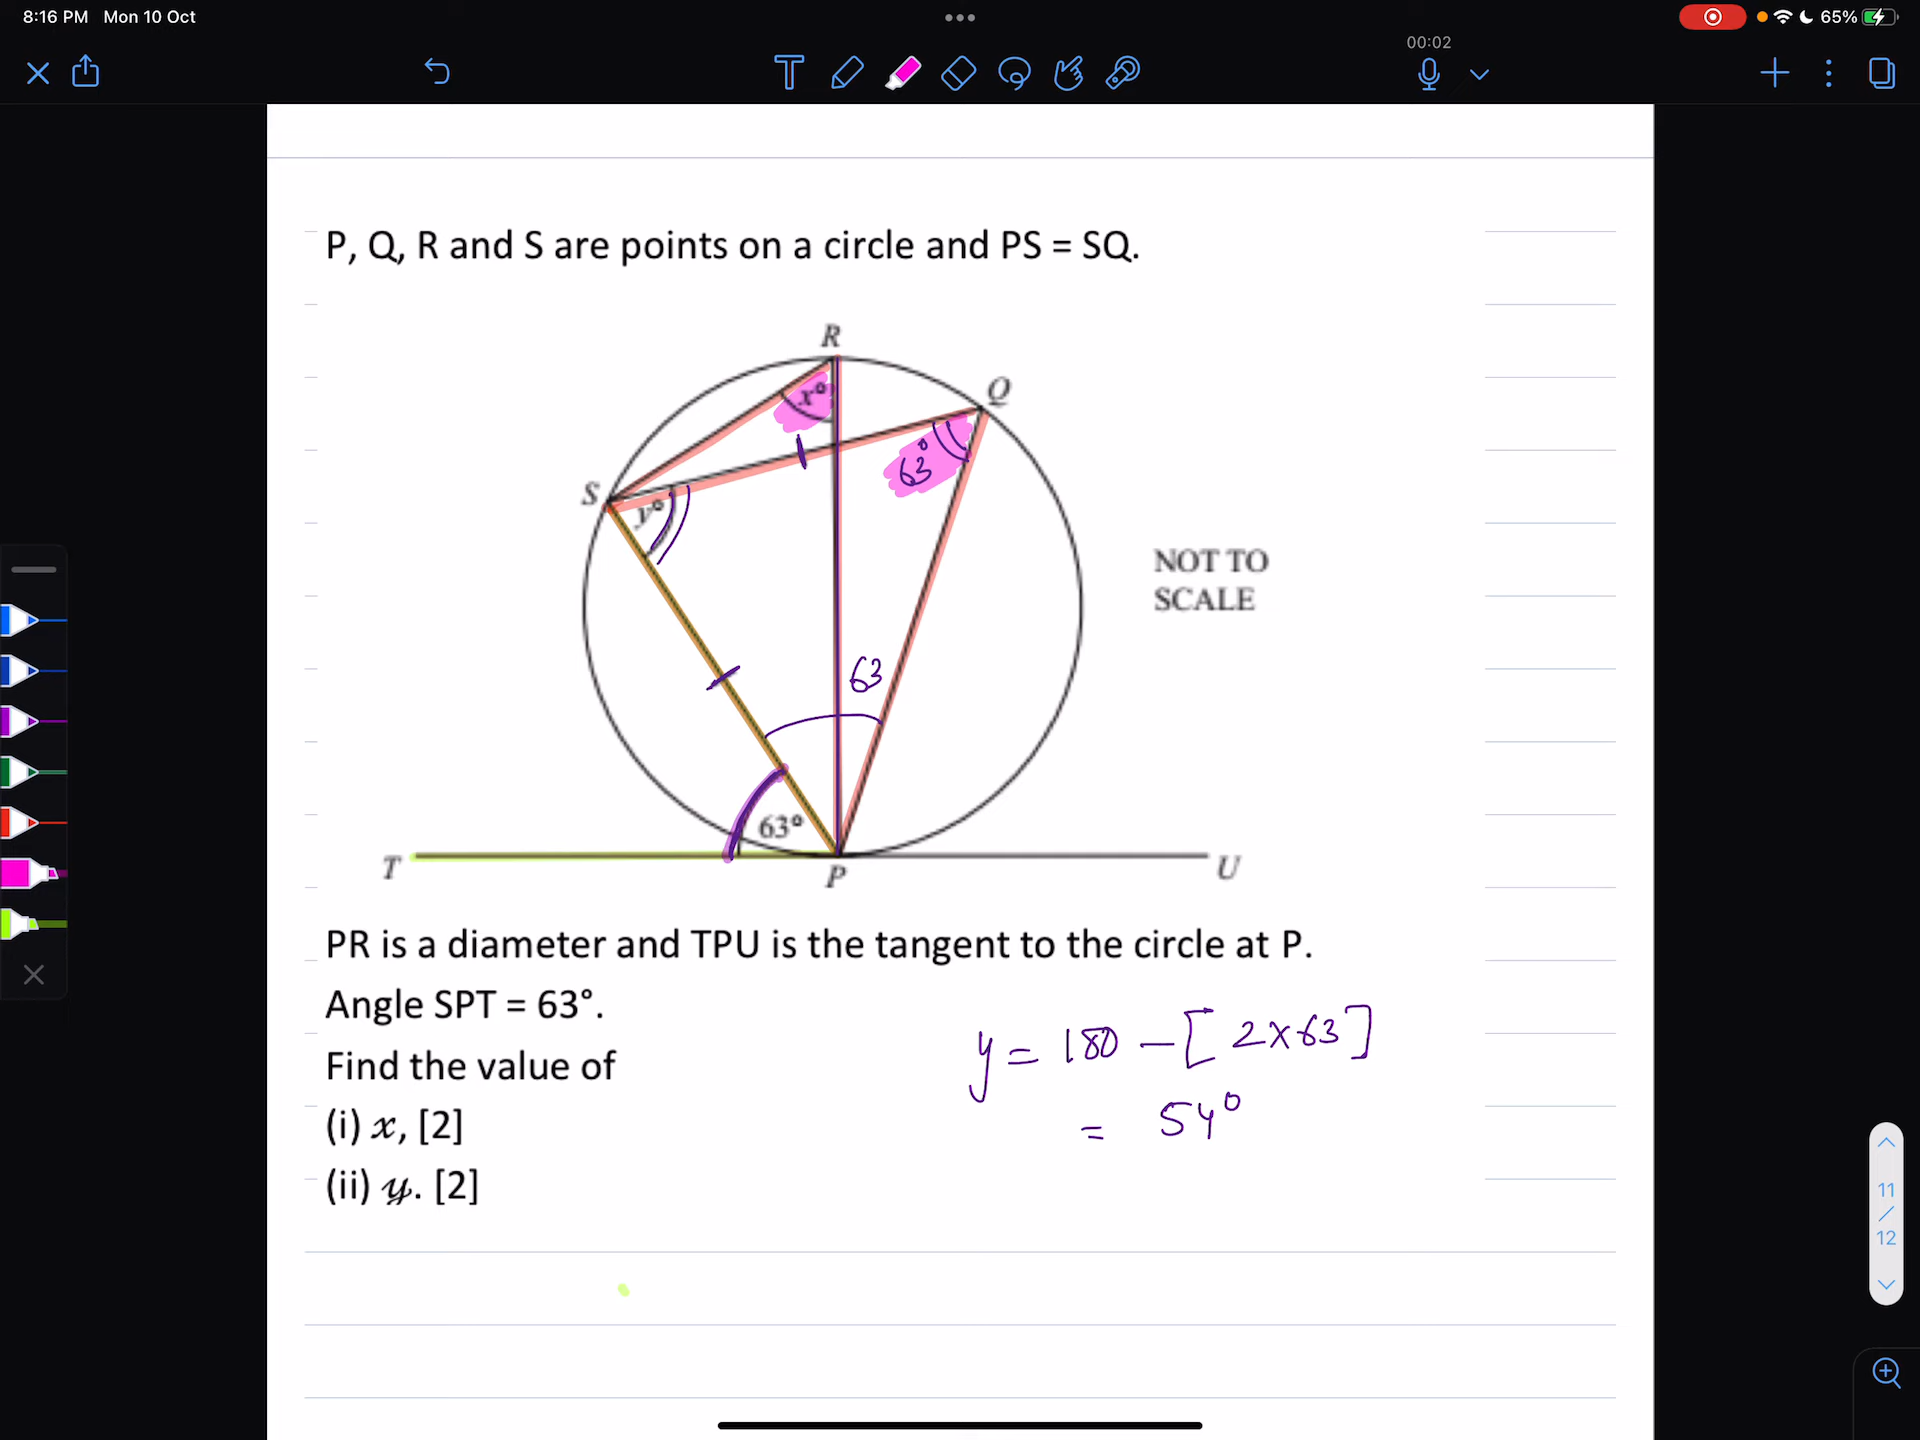 8:16 PM Mon 10 Oct
65%
00:02
T
P, Q, R and S are points on a circle and PS = SQ.
R
x°
Q
63°
S
y°
NOT TO
SCALE
63
63°
T
P
U
PR is a diameter and TPU is the tangent to the circle at P.
Angle SPT = 63°.
Find the value of
y = 180 - [ 2x63 ]
(i) x, [2]
= 54°
(ii) y. [2]
11
/
12